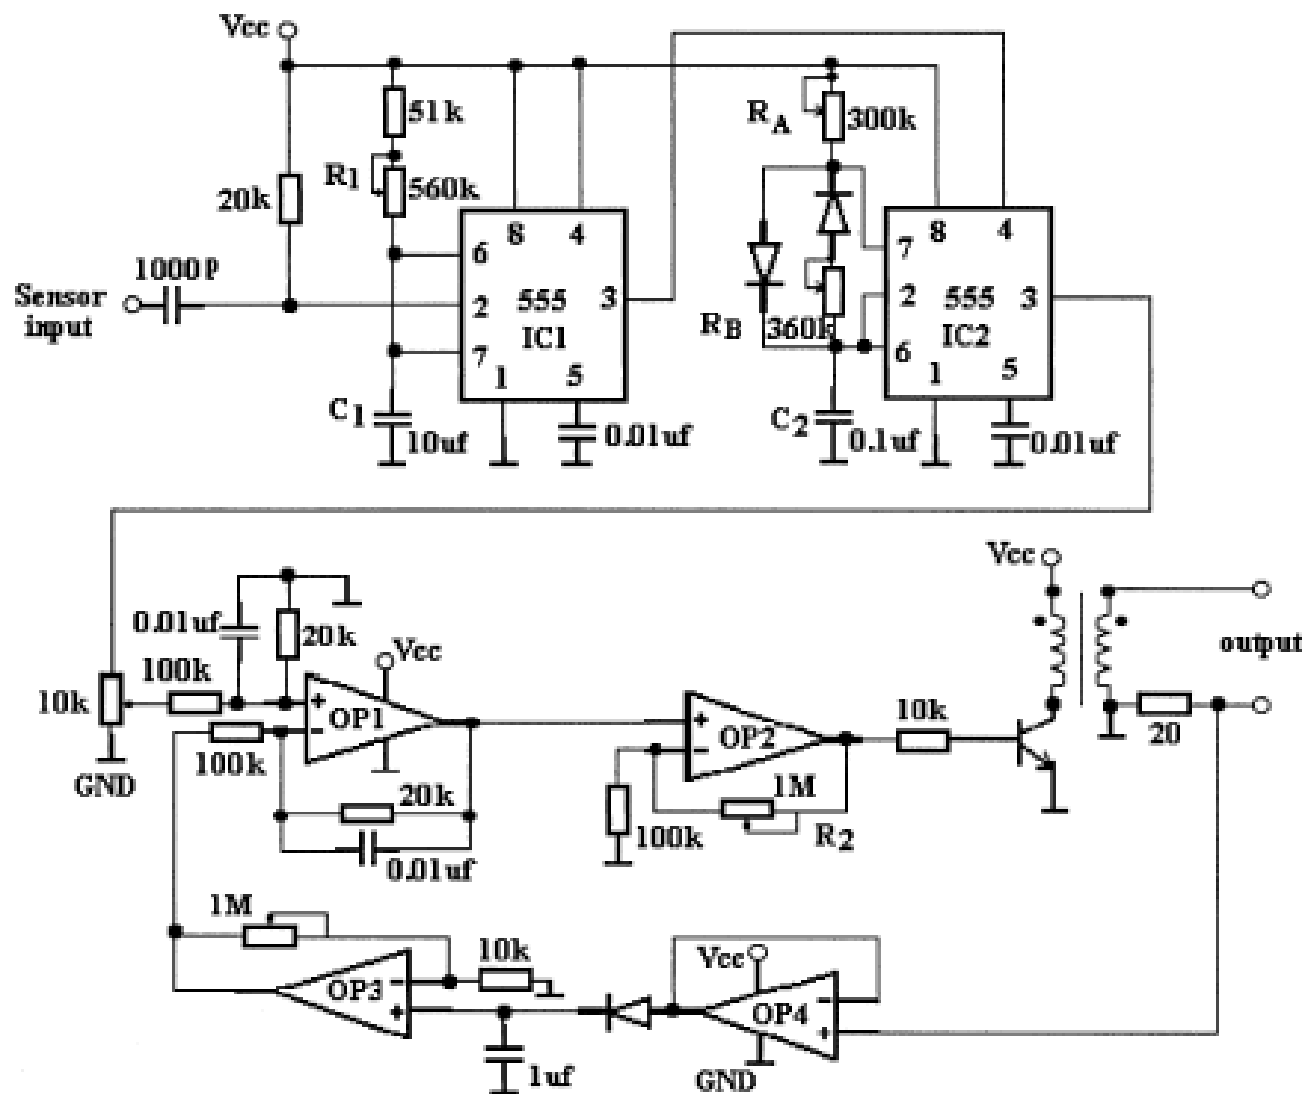 Vcc
51k
R1
560k
20k
1000P
Sensor
input
6
8
4
2
555
3
IC1
7
1
5
C1
10uf
0.01uf
RA
300k
RB
360k
7
8
4
2
555
3
IC2
6
1
5
C2
0.1uf
0.01uf
0.01uf
20k
100k
10k
+
OP1
-
Vcc
100k
GND
20k
0.01uf
+
OP2
-
100k
1M
R2
10k
Vcc
output
20
1M
10k
OP3
-
+
1uf
Vcc
OP4
-
+
GND